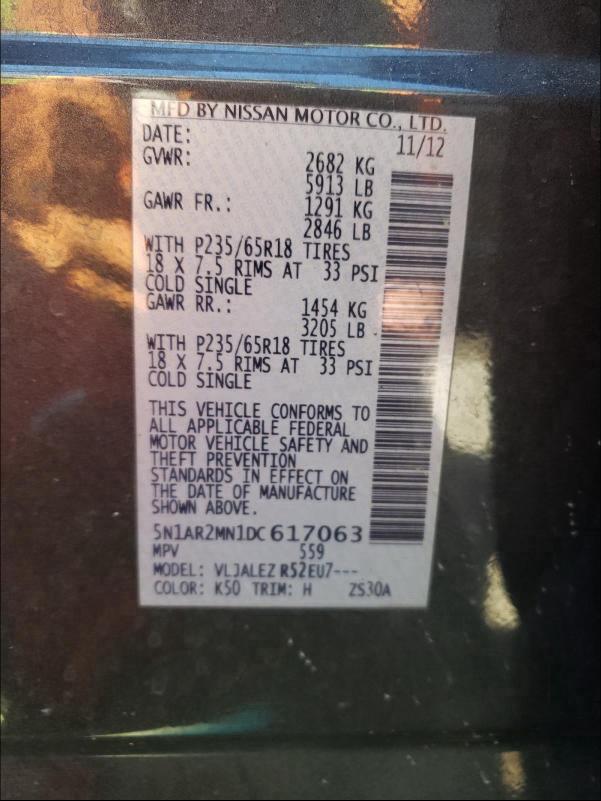 MFD BY NISSAN MOTOR CO., LTD.
DATE: 11/12
GVWR: 2682 KG
5913 LB
GAWR FR.: 1291 KG
2846 LB
WITH P235/65R18 TIRES
18 X 7.5 RIMS AT 33 PSI
COLD SINGLE
GAWR RR.: 1454 KG
3205 LB
WITH P235/65R18 TIRES
18 X 7.5 RIMS AT 33 PSI
COLD SINGLE
THIS VEHICLE CONFORMS TO
ALL APPLICABLE FEDERAL
MOTOR VEHICLE SAFETY AND
THEFT PREVENTION
STANDARDS IN EFFECT ON
THE DATE OF MANUFACTURE
SHOWN ABOVE.
5N1AR2MN1DC617063
MPV 559
MODEL: VLJALEZ R52EU7---
COLOR: K50 TRIM: H ZS30A